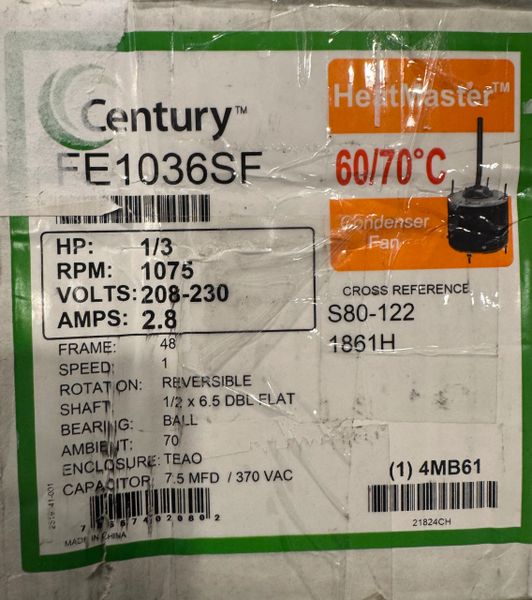 Century™
HeatMaster™
FE1036SF
60/70°C
Condenser
Fan
HP: 1/3
RPM: 1075
VOLTS: 208-230
AMPS: 2.8
CROSS REFERENCE
S80-122
1861H
FRAME: 48
SPEED: 1
ROTATION: REVERSIBLE
SHAFT 1/2 x 6.5 DBL FLAT
BEARING: BALL
AMBIENT: 70
ENCLOSURE: TEAO
CAPACITOR 7.5 MFD / 370 VAC
(1) 4MB61
21824CH
MADE IN CHINA